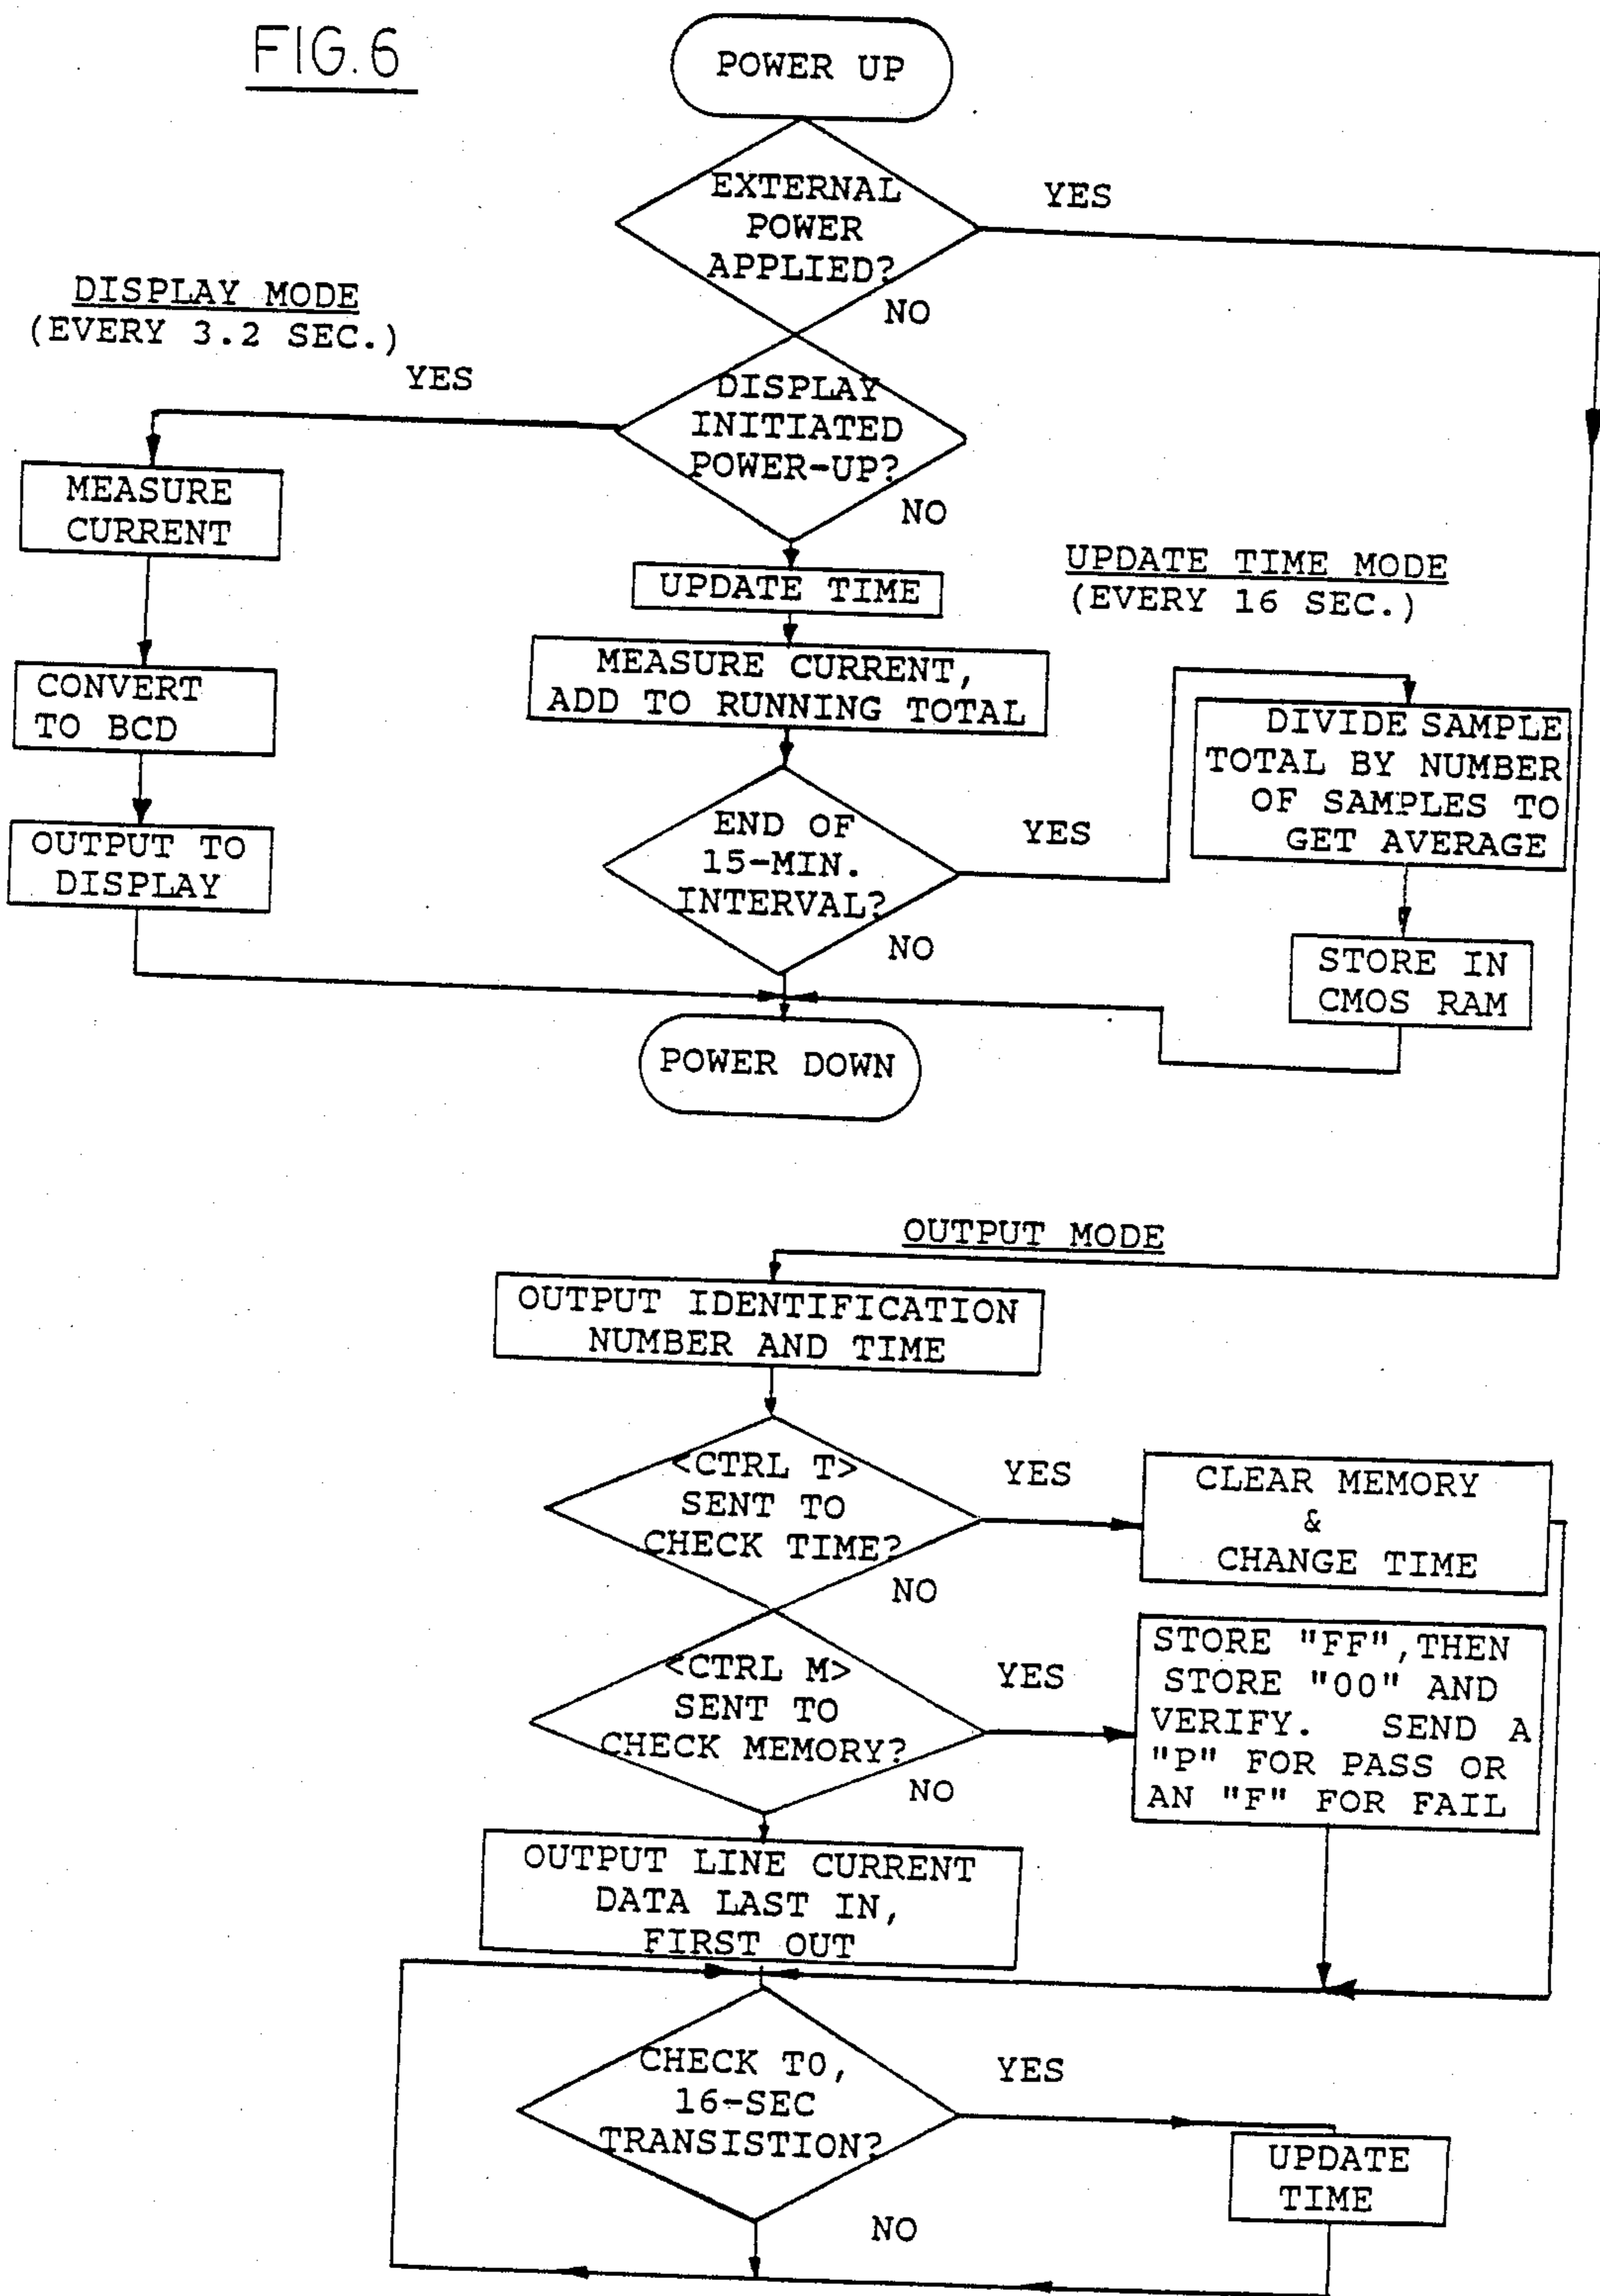 FIG.6
POWER UP
EXTERNAL
POWER
APPLIED?
YES
NO
DISPLAY MODE
(EVERY 3.2 SEC.)
YES
DISPLAY
INITIATED
POWER-UP?
NO
MEASURE
CURRENT
CONVERT
TO BCD
OUTPUT TO
DISPLAY
UPDATE TIME
UPDATE TIME MODE
(EVERY 16 SEC.)
MEASURE CURRENT,
ADD TO RUNNING TOTAL
END OF
15-MIN.
INTERVAL?
YES
NO
DIVIDE SAMPLE
TOTAL BY NUMBER
OF SAMPLES TO
GET AVERAGE
STORE IN
CMOS RAM
POWER DOWN
OUTPUT MODE
OUTPUT IDENTIFICATION
NUMBER AND TIME
<CTRL T>
SENT TO
CHECK TIME?
YES
NO
CLEAR MEMORY
&
CHANGE TIME
<CTRL M>
SENT TO
CHECK MEMORY?
YES
NO
STORE "FF",THEN
STORE "00" AND
VERIFY. SEND A
"P" FOR PASS OR
AN "F" FOR FAIL
OUTPUT LINE CURRENT
DATA LAST IN,
FIRST OUT
CHECK T0,
16-SEC
TRANSISTION?
YES
NO
UPDATE
TIME